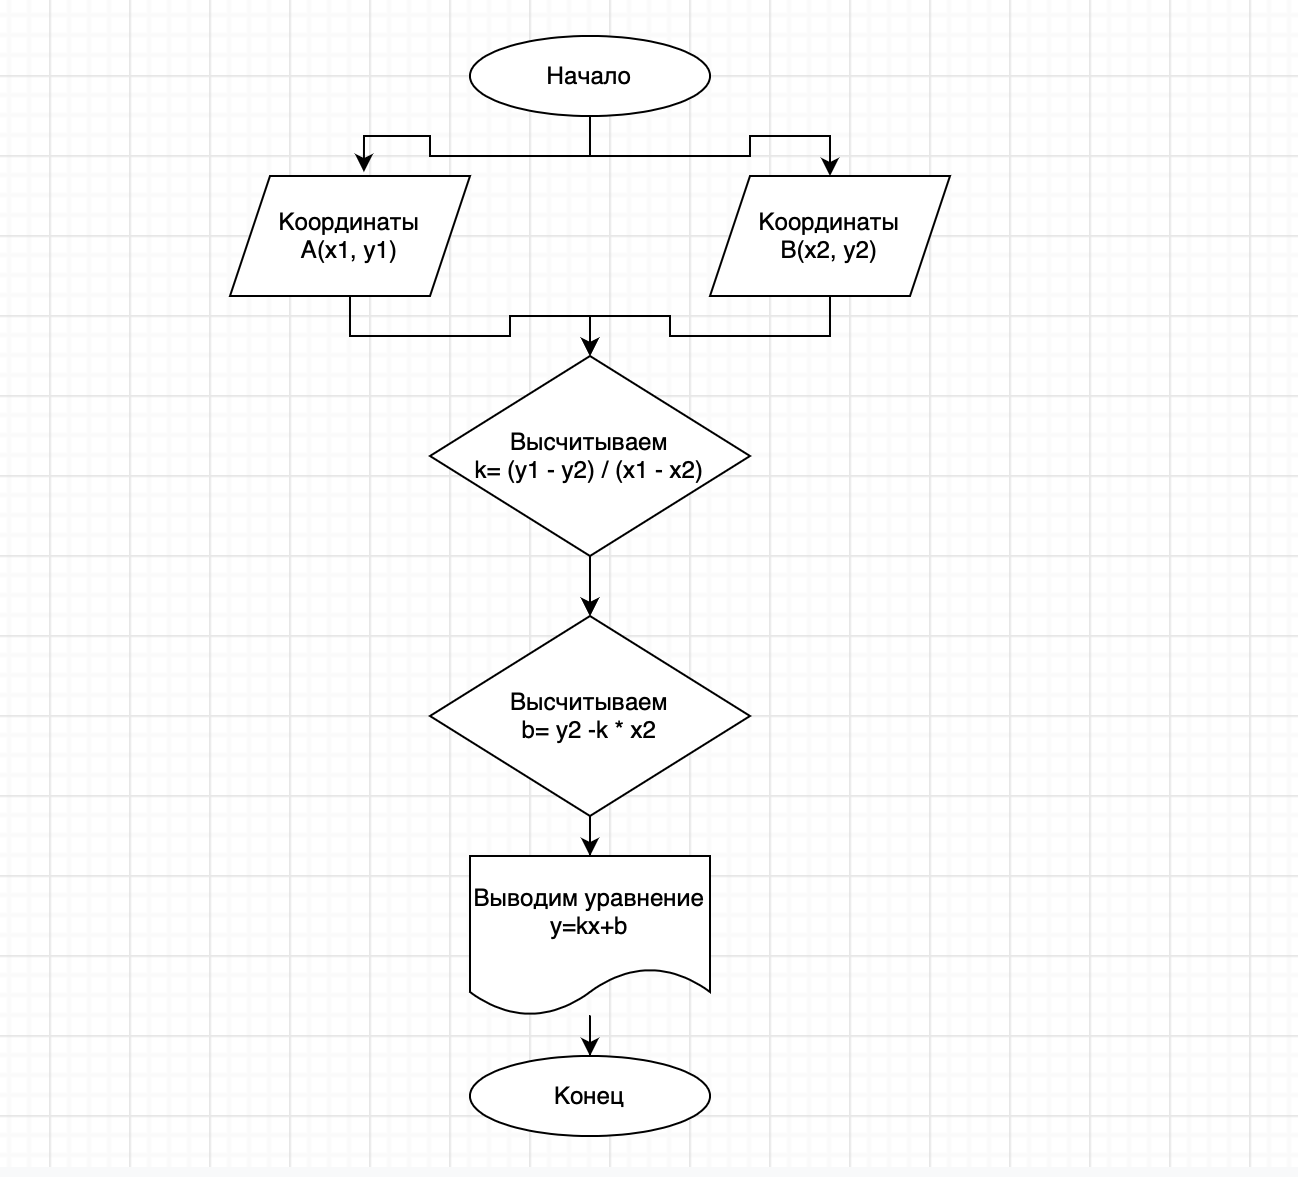 Начало
Координаты
A(x1, y1)
Координаты
B(x2, y2)
Высчитываем
k= (y1 - y2) / (x1 - x2)
Высчитываем
b= y2 -k * x2
Выводим уравнение
y=kx+b
Конец